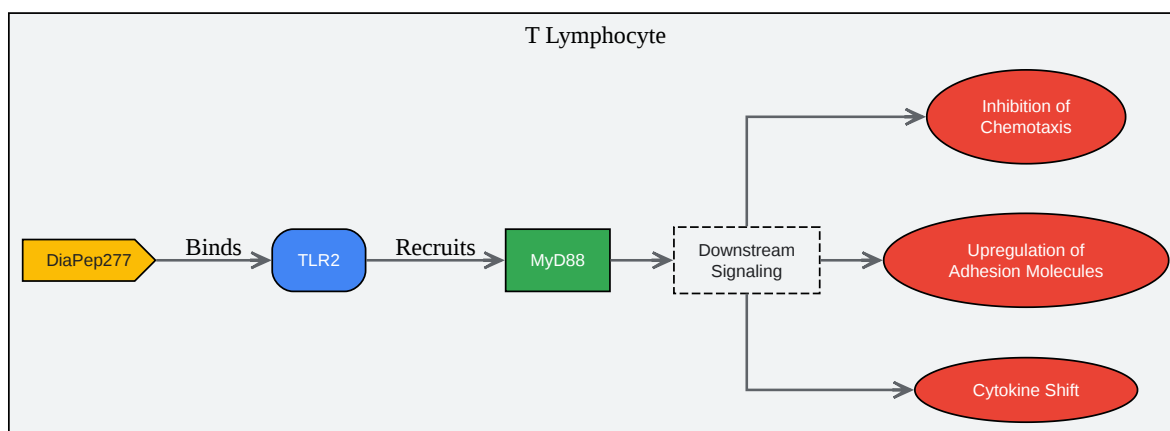 T Lymphocyte
DiaPep277
Binds
TLR2
Recruits
MyD88
Downstream
Signaling
Inhibition of
Chemotaxis
Upregulation of
Adhesion Molecules
Cytokine Shift